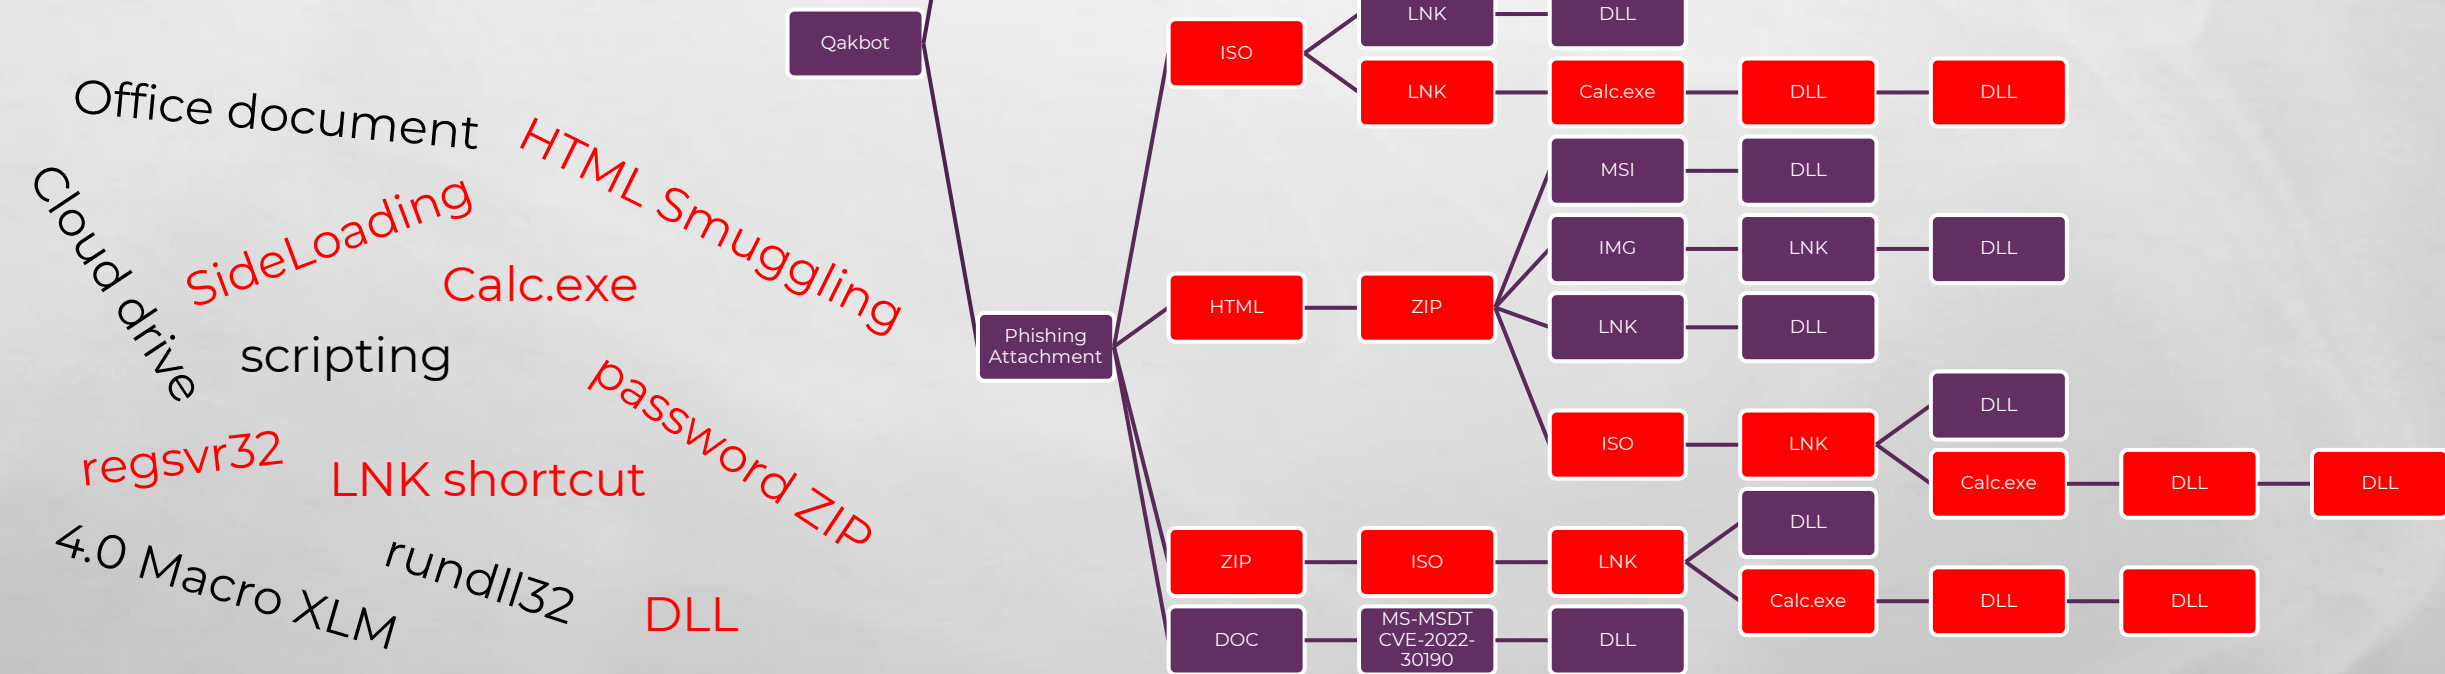 Office document
HTML Smuggling
Cloud drive
SideLoading
Calc.exe
scripting
password ZIP
regsvr32
LNK shortcut
4.0 Macro XLM
rundll32
DLL
Qakbot
Phishing
Attachment
ISO
LNK
DLL
LNK
Calc.exe
DLL
DLL
HTML
ZIP
MSI
DLL
IMG
LNK
DLL
LNK
DLL
ISO
LNK
DLL
Calc.exe
DLL
DLL
ZIP
ISO
LNK
DLL
Calc.exe
DLL
DLL
DOC
MS-MSDT
CVE-2022-
30190
DLL